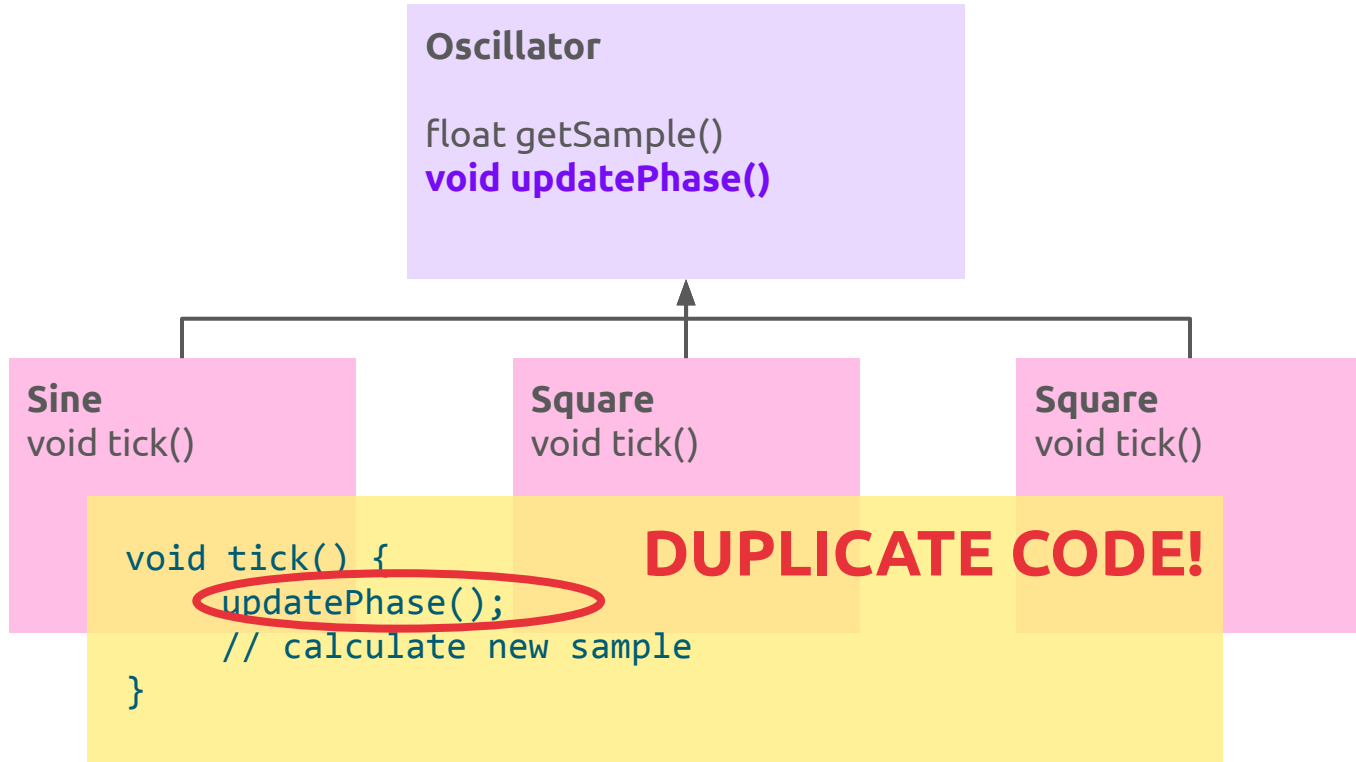 Oscillator
float getSample()
void updatePhase()
Sine
void tick()
Square
void tick()
Square
void tick()
DUPLICATE CODE!
void tick() {
updatePhase();
// calculate new sample
}